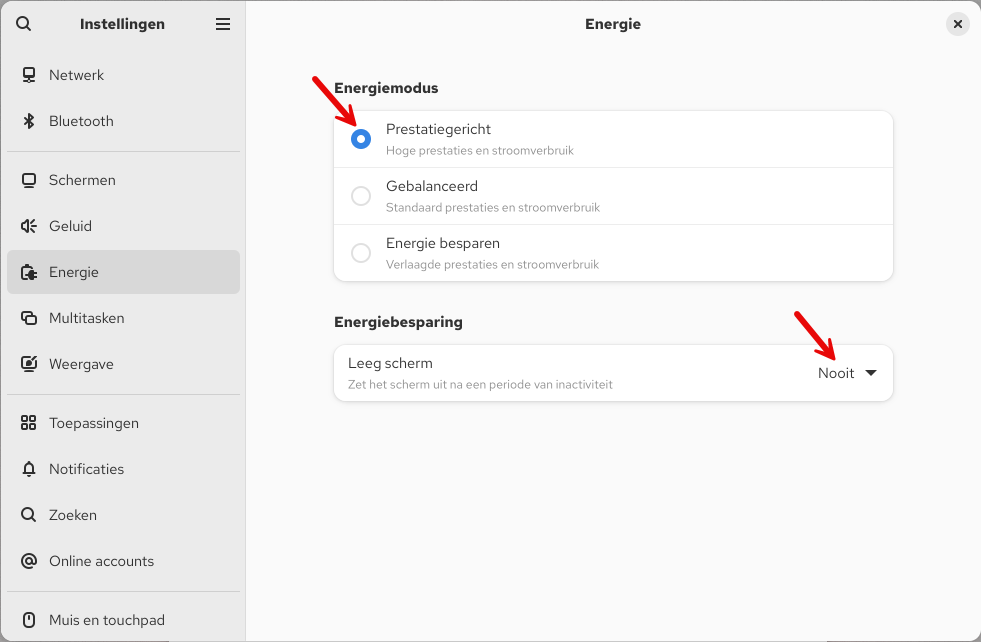 Instellingen
Netwerk
Bluetooth
Schermen
Geluid
Energie
Multitasken
Weergave
Toepassingen
Notificaties
Zoeken
Online accounts
Muis en touchpad
Energie
Energiemodus
Prestatiegericht
Hoge prestaties en stroomverbruik
Gebalanceerd
Standaard prestaties en stroomverbruik
Energie besparen
Verlaagde prestaties en stroomverbruik
Energiebesparing
Leeg scherm
Zet het scherm uit na een periode van inactiviteit
Nooit